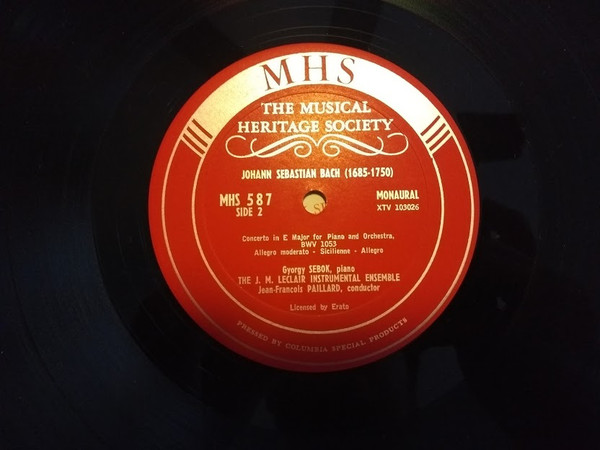 MHS
THE MUSICAL
HERITAGE SOCIETY
JOHANN SEBASTIAN BACH (1685-1750)
MHS 587
SIDE 2
MONAURAL
XTV 103026
Concerto in E Major for Piano and Orchestra,
BWV 1053
Allegro moderato - Sicilienne - Allegro
Gyorgy SEBOK, piano
THE J. M. LECLAIR INSTRUMENTAL ENSEMBLE
Jean-Francois PAILLARD, conductor
Licensed by Erato
PRESSED BY COLUMBIA SPECIAL PRODUCTS